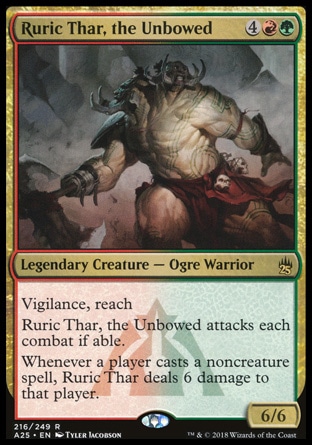 Ruric Thar, the Unbowed 4
Legendary Creature — Ogre Warrior
25
Vigilance, reach
Ruric Thar, the Unbowed attacks each
combat if able.
Whenever a player casts a noncreature
spell, Ruric Thar deals 6 damage to
that player.
6/6
216/249 R
A25 • EN Tyler Jacobson
™ & © 2018 Wizards of the Coast